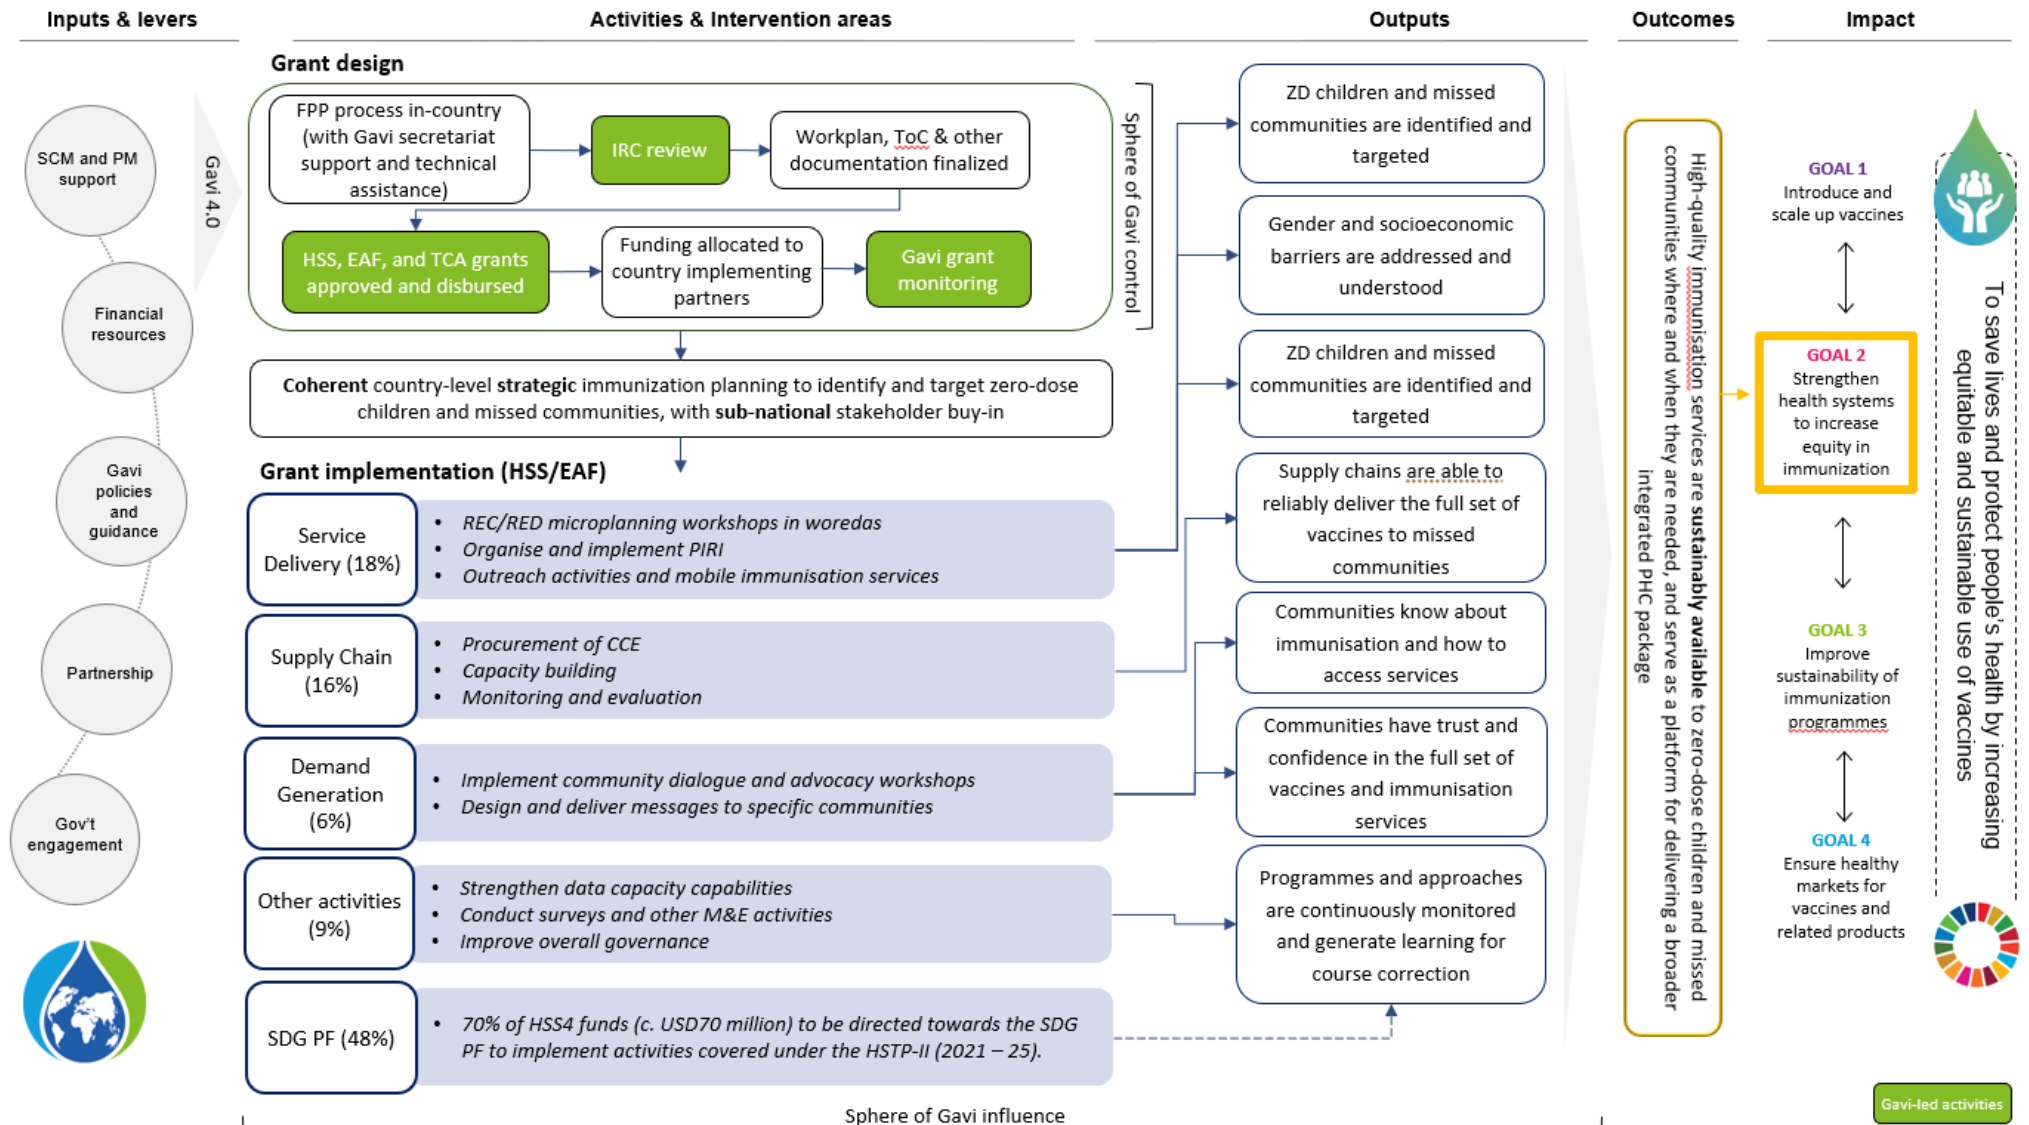 Inputs & levers
Activities & Intervention areas
Outputs
Outcomes
Impact
SCM and PM
support
Financial
resources
Gavi
policies
and
guidance
Partnership
Gov't
engagement
Gavi 4.0
Grant design
FPP process in-country
(with Gavi secretariat
support and technical
assistance)
IRC review
Workplan, ToC & other
documentation finalized
HSS, EAF, and TCA grants
approved and disbursed
Funding allocated to
country implementing
partners
Gavi grant
monitoring
Sphere of Gavi control
Coherent country-level strategic immunization planning to identify and target zero-dose
children and missed communities, with sub-national stakeholder buy-in
Grant implementation (HSS/EAF)
Service
Delivery (18%)
• REC/RED microplanning workshops in woredas
• Organise and implement PIRI
• Outreach activities and mobile immunisation services
Supply Chain
(16%)
• Procurement of CCE
• Capacity building
• Monitoring and evaluation
Demand
Generation
(6%)
• Implement community dialogue and advocacy workshops
• Design and deliver messages to specific communities
Other activities
(9%)
• Strengthen data capacity capabilities
• Conduct surveys and other M&E activities
• Improve overall governance
SDG PF (48%)
• 70% of HSS4 funds (c. USD70 million) to be directed towards the SDG
PF to implement activities covered under the HSTP-II (2021 – 25).
Sphere of Gavi influence
ZD children and missed
communities are identified and
targeted
Gender and socioeconomic
barriers are addressed and
understood
ZD children and missed
communities are identified and
targeted
Supply chains are able to
reliably deliver the full set of
vaccines to missed
communities
Communities know about
immunisation and how to
access services
Communities have trust and
confidence in the full set of
vaccines and immunisation
services
Programmes and approaches
are continuously monitored
and generate learning for
course correction
High-quality immunisation services are sustainably available to zero-dose children and missed
communities where and when they are needed, and serve as a platform for delivering a broader
integrated PHC package
GOAL 1
Introduce and
scale up vaccines
GOAL 2
Strengthen
health systems
to increase
equity in
immunization
GOAL 3
Improve
sustainability of
immunization
programmes
GOAL 4
Ensure healthy
markets for
vaccines and
related products
To save lives and protect people's health by increasing
equitable and sustainable use of vaccines
Gavi-led activities